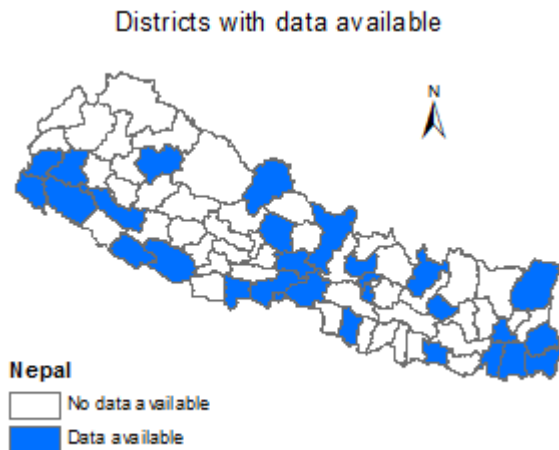 Districts with data available
N
Nepal
No data available
Data available